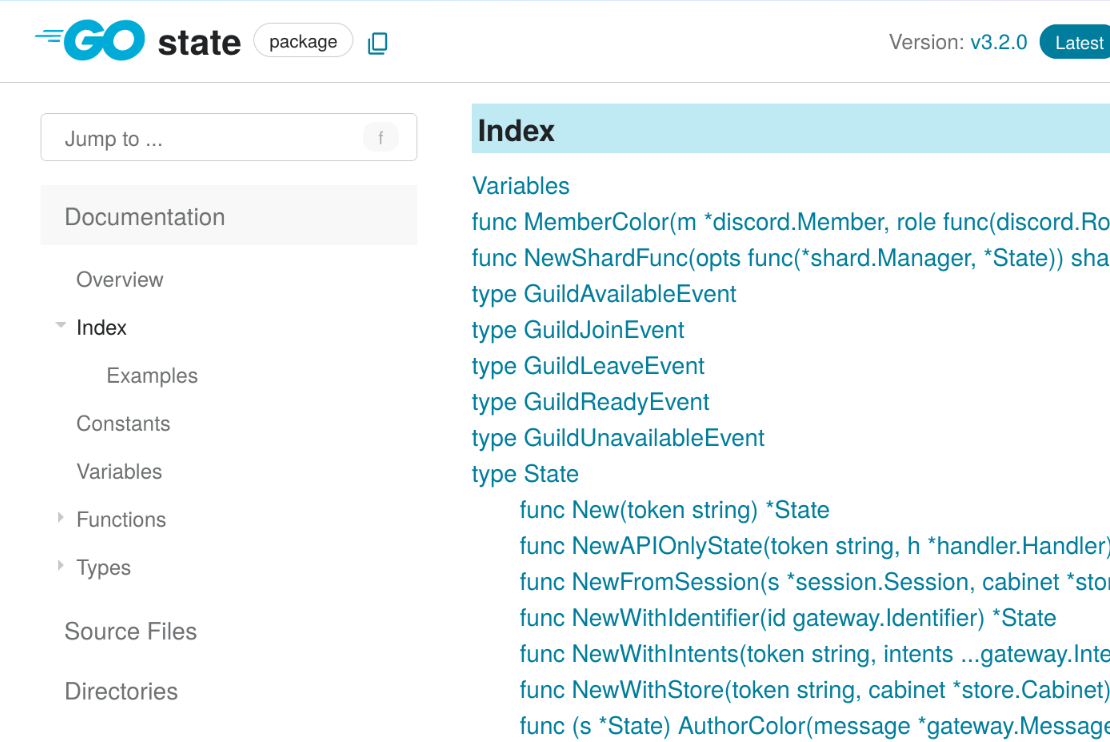 GO state package
Version: v3.2.0 Latest
Jump to ... f
Documentation
Overview
Index
Examples
Constants
Variables
Functions
Types
Source Files
Directories
Index
Variables
func MemberColor(m *discord.Member, role func(discord.Ro
func NewShardFunc(opts func(*shard.Manager, *State)) sha
type GuildAvailableEvent
type GuildJoinEvent
type GuildLeaveEvent
type GuildReadyEvent
type GuildUnavailableEvent
type State
func New(token string) *State
func NewAPIOnlyState(token string, h *handler.Handler)
func NewFromSession(s *session.Session, cabinet *stor
func NewWithIdentifier(id gateway.Identifier) *State
func NewWithIntents(token string, intents ...gateway.Inte
func NewWithStore(token string, cabinet *store.Cabinet)
func (s *State) AuthorColor(message *gateway.Message